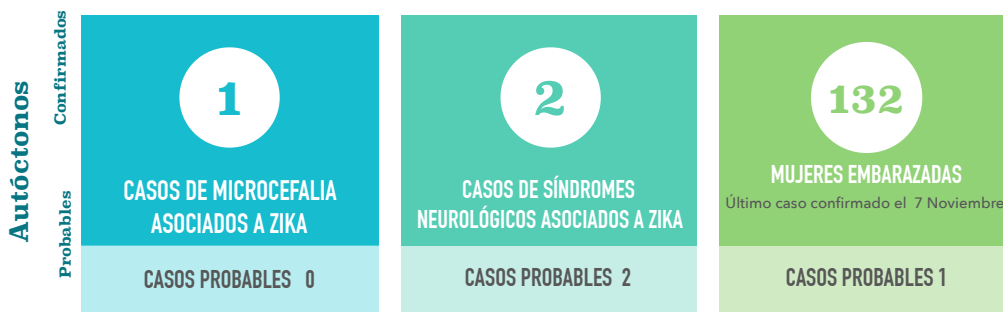 Autóctonos
Confirmados
Probables
1
CASOS DE MICROCEFALIA
ASOCIADOS A ZIKA
CASOS PROBABLES 0
2
CASOS DE SÍNDROMES
NEUROLÓGICOS ASOCIADOS A ZIKA
CASOS PROBABLES 2
132
MUJERES EMBARAZADAS
Último caso confirmado el 7 Noviembre
CASOS PROBABLES 1